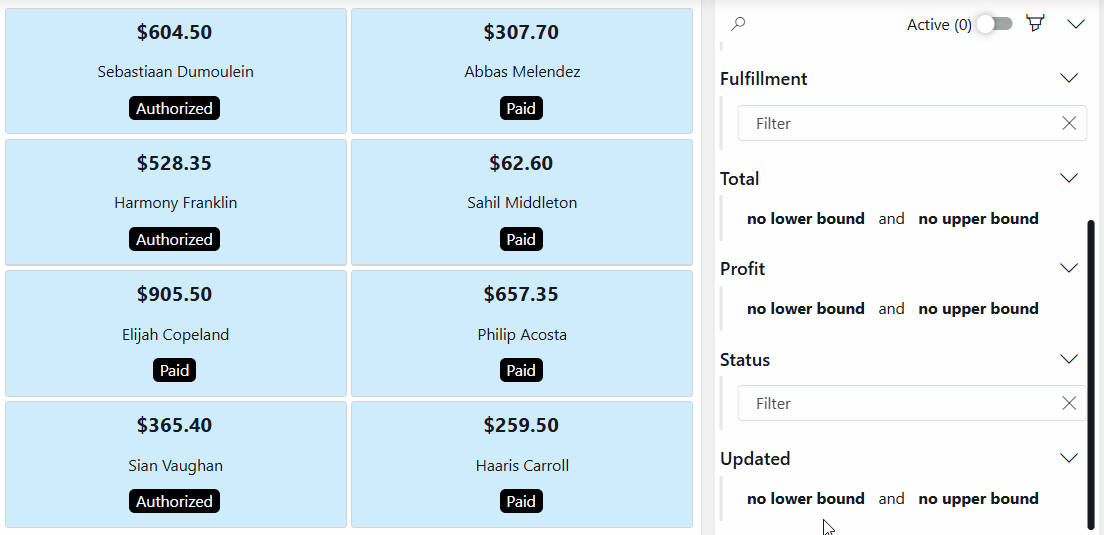 $604.50
Sebastiaan Dumoulein
Authorized
$307.70
Abbas Melendez
Paid
$528.35
Harmony Franklin
Authorized
$62.60
Sahil Middleton
Paid
$905.50
Elijah Copeland
Paid
$657.35
Philip Acosta
Paid
$365.40
Sian Vaughan
Authorized
$259.50
Haaris Carroll
Paid
Active (0)
Fulfillment
Filter
Total
no lower bound and no upper bound
Profit
no lower bound and no upper bound
Status
Filter
Updated
no lower bound and no upper bound